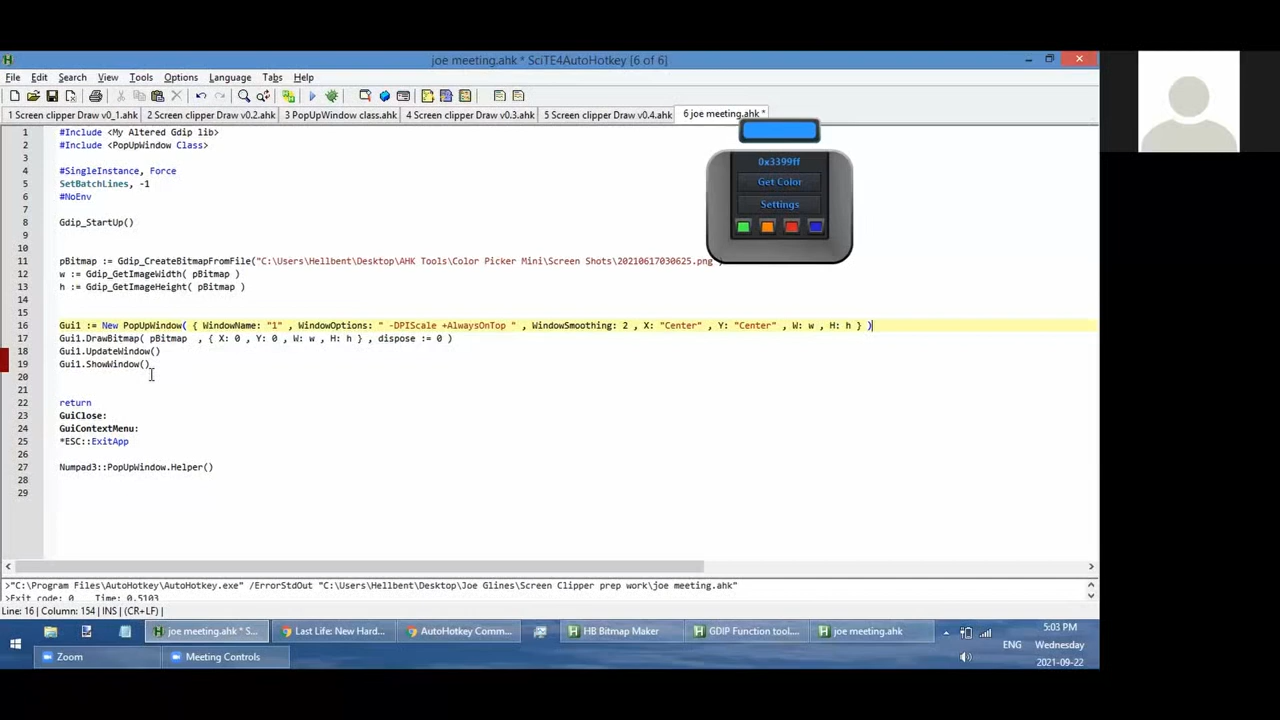 joe meeting.ahk * SciTE4AutoHotkey [6 of 6]
File Edit Search View Tools Options Language Tabs Help
1 Screen clipper Draw v0_1.ahk 2 Screen clipper Draw v0.2.ahk 3 PopUpWindow class.ahk 4 Screen clipper Draw v0.3.ahk 5 Screen clipper Draw v0.4.ahk 6 joe meeting.ahk *
1 #Include <My Altered Gdip lib>
2 #Include <PopUpWindow Class>
3
4 #SingleInstance, Force
5 SetBatchLines, -1
6 #NoEnv
7
8 Gdip_StartUp()
9
10
11 pBitmap := Gdip_CreateBitmapFromFile("C:\Users\Hellbent\Desktop\AHK Tools\Color Picker Mini\Screen Shots\20210617030625.png"
12 w := Gdip_GetImageWidth( pBitmap )
13 h := Gdip_GetImageHeight( pBitmap )
14
15
16 Gui1 := New PopUpWindow( { WindowName: "1" , WindowOptions: " -DPIScale +AlwaysOnTop " , WindowSmoothing: 2 , X: "Center" , Y: "Center" , W: w , H: h } )
17 Gui1.DrawBitmap( pBitmap , { X: 0 , Y: 0 , W: w , H: h } , dispose := 0 )
18 Gui1.UpdateWindow()
19 Gui1.ShowWindow()
20
21
22 return
23 GuiClose:
24 GuiContextMenu:
25 *ESC::ExitApp
26
27 Numpad3::PopUpWindow.Helper()
28
29
0x3399ff
Get Color
Settings
>"C:\Program Files\AutoHotkey\AutoHotkey.exe" /ErrorStdOut "C:\Users\Hellbent\Desktop\Joe Glines\Screen Clipper prep work\joe meeting.ahk"
>Exit code: 0 Time: 0.5103
Line: 16 | Column: 154 | INS | (CR+LF) |
joe meeting.ahk * S... Last Life: New Hard... AutoHotkey Comm... HB Bitmap Maker GDIP Function tool.... joe meeting.ahk
Zoom Meeting Controls
ENG
5:03 PM
Wednesday
2021-09-22